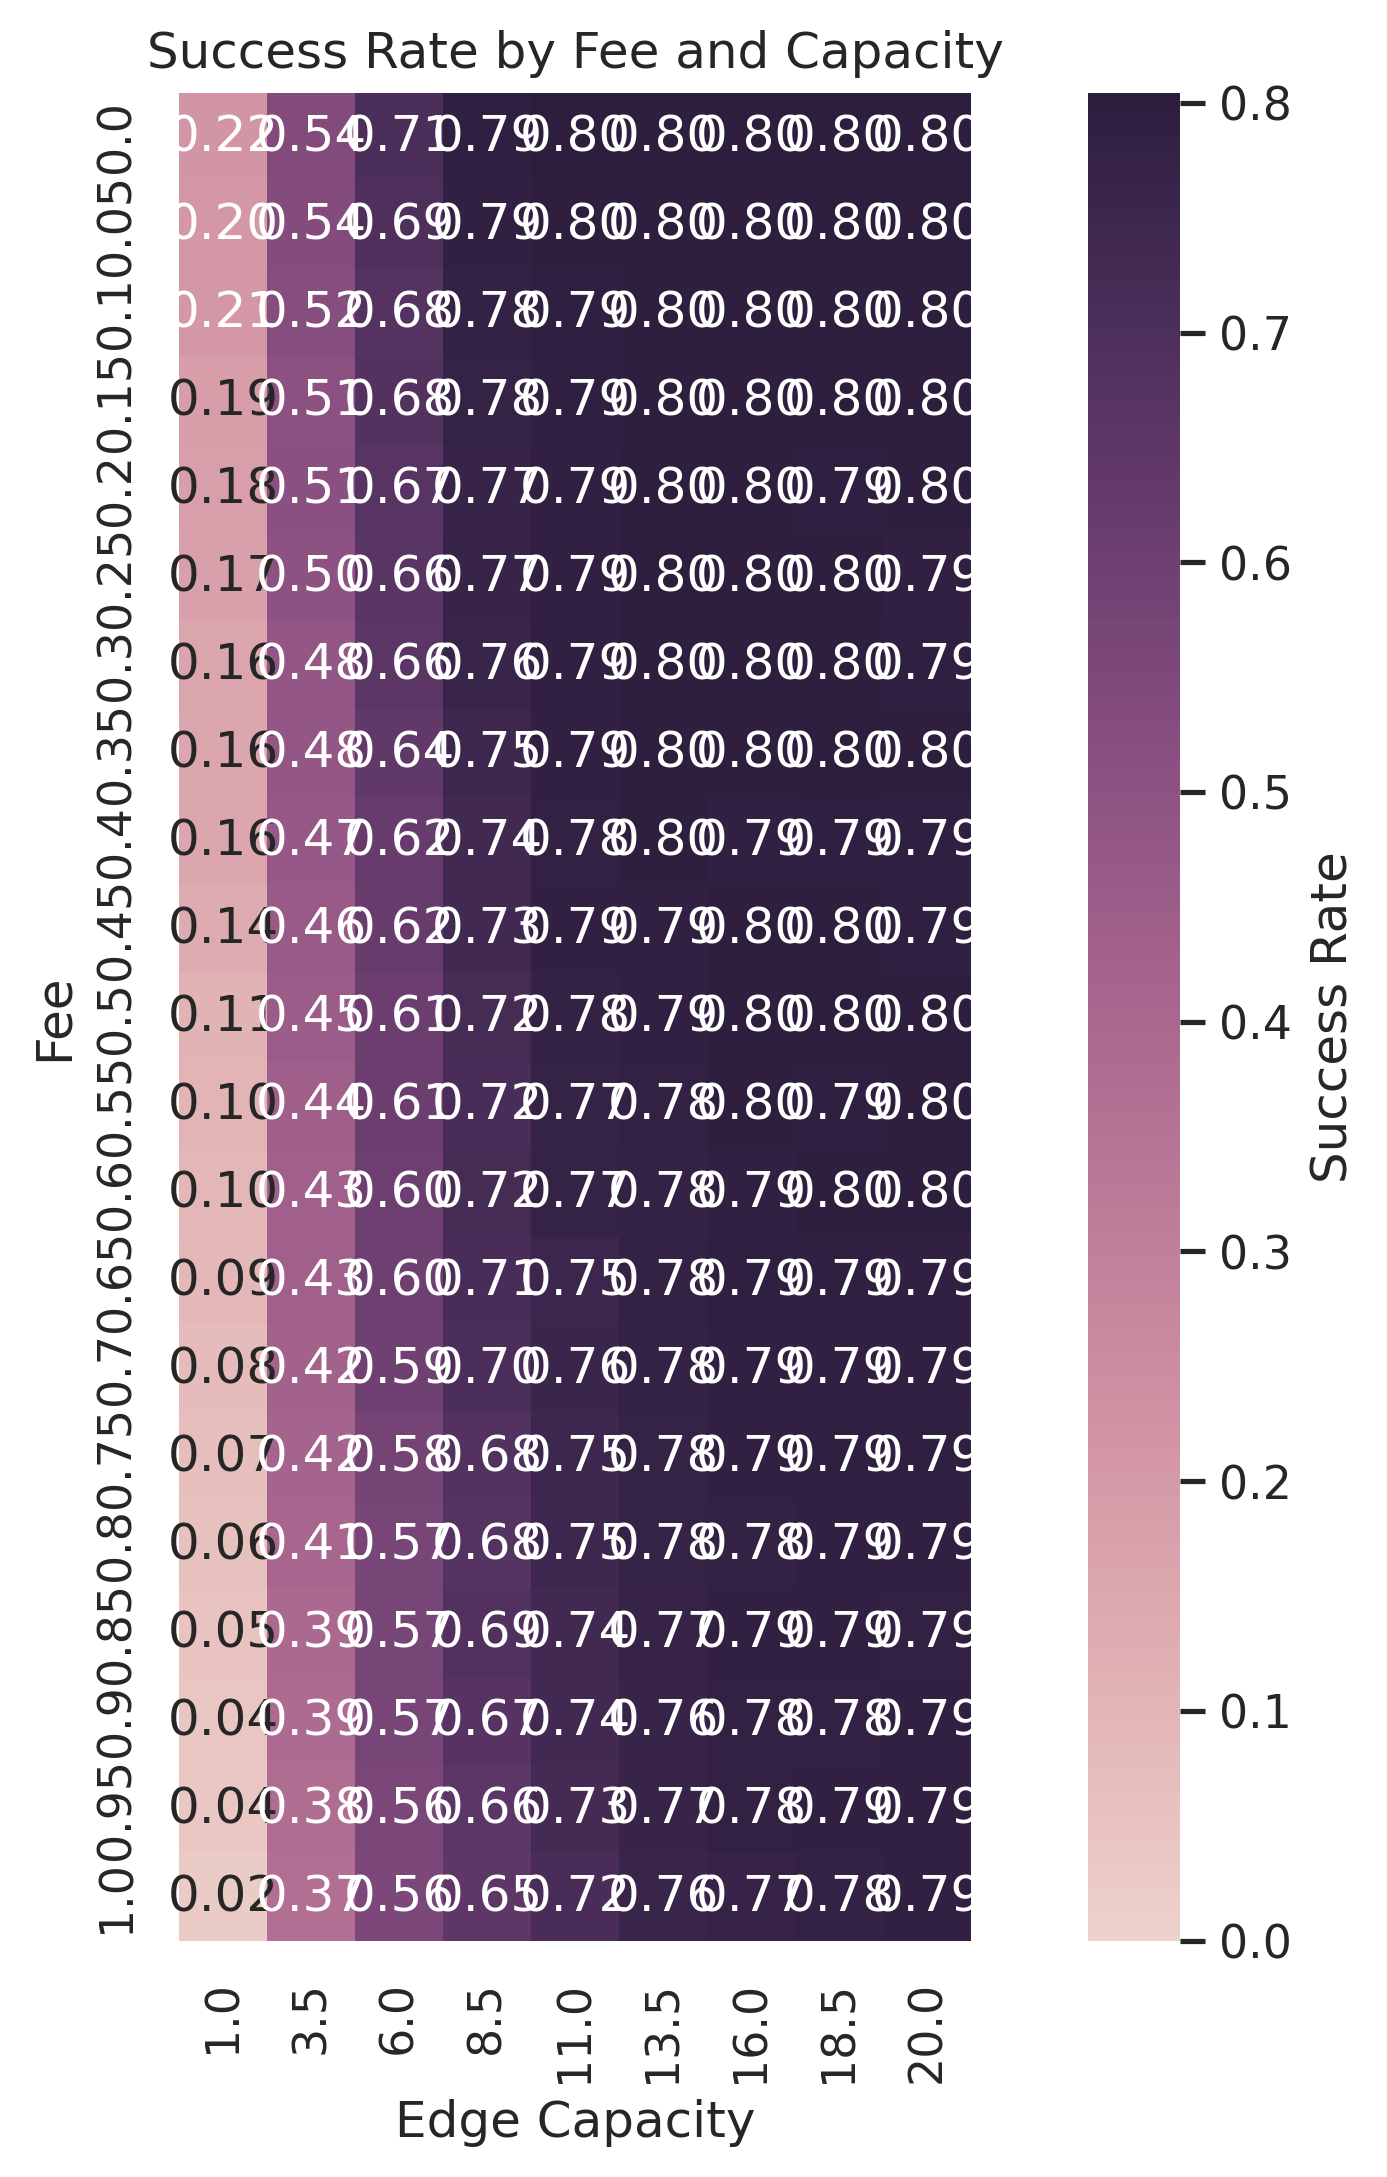 Success Rate by Fee and Capacity
0.0 0.22 0.54 0.71 0.79 0.80 0.80 0.80 0.80 0.80
0.05 0.20 0.54 0.69 0.79 0.80 0.80 0.80 0.80 0.80
0.1 0.21 0.52 0.68 0.78 0.79 0.80 0.80 0.80 0.80
0.15 0.19 0.51 0.68 0.78 0.79 0.80 0.80 0.80 0.80
0.2 0.18 0.51 0.67 0.77 0.79 0.80 0.80 0.79 0.80
0.25 0.17 0.50 0.66 0.77 0.79 0.80 0.80 0.80 0.79
0.3 0.16 0.48 0.66 0.76 0.79 0.80 0.80 0.80 0.79
0.35 0.16 0.48 0.64 0.75 0.79 0.80 0.80 0.80 0.80
0.4 0.16 0.47 0.62 0.74 0.78 0.80 0.79 0.79 0.79
0.45 0.14 0.46 0.62 0.73 0.79 0.79 0.80 0.80 0.79
0.5 0.11 0.45 0.61 0.72 0.78 0.79 0.80 0.80 0.80
0.55 0.10 0.44 0.61 0.72 0.77 0.78 0.80 0.79 0.80
0.6 0.10 0.43 0.60 0.72 0.77 0.78 0.79 0.80 0.80
0.65 0.09 0.43 0.60 0.71 0.75 0.78 0.79 0.79 0.79
0.7 0.08 0.42 0.59 0.70 0.76 0.78 0.79 0.79 0.79
0.75 0.07 0.42 0.58 0.68 0.75 0.78 0.79 0.79 0.79
0.8 0.06 0.41 0.57 0.68 0.75 0.78 0.78 0.79 0.79
0.85 0.05 0.39 0.57 0.69 0.74 0.77 0.79 0.79 0.79
0.9 0.04 0.39 0.57 0.67 0.74 0.76 0.78 0.78 0.79
0.95 0.04 0.38 0.56 0.66 0.73 0.77 0.78 0.79 0.79
1.0 0.02 0.37 0.56 0.65 0.72 0.76 0.77 0.78 0.79
Fee
1.0 3.5 6.0 8.5 11.0 13.5 16.0 18.5 20.0
Edge Capacity
0.8
0.7
0.6
0.5
0.4
0.3
0.2
0.1
0.0
Success Rate